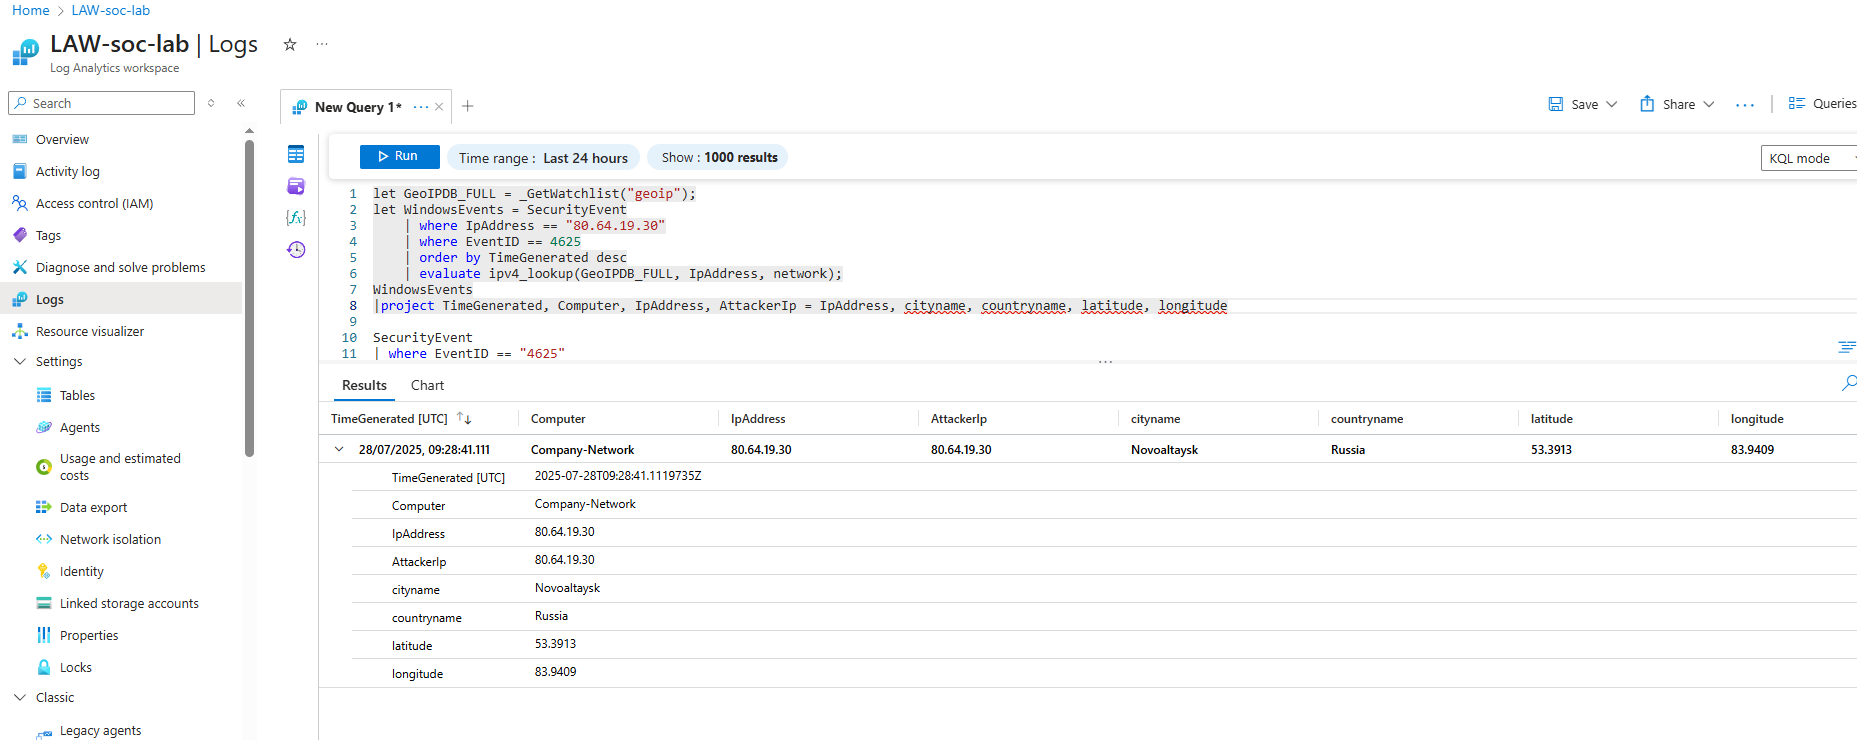 Home > LAW-soc-lab
LAW-soc-lab | Logs
Log Analytics workspace
Search
Overview
Activity log
Access control (IAM)
Tags
Diagnose and solve problems
Logs
Resource visualizer
Settings
Tables
Agents
Usage and estimated
costs
Data export
Network isolation
Identity
Linked storage accounts
Properties
Locks
Classic
Legacy agents
New Query 1*
Save
Share
Queries
Run
Time range : Last 24 hours
Show : 1000 results
KQL mode
1 let GeoIPDB_FULL = _GetWatchlist("geoip");
2 let WindowsEvents = SecurityEvent
3 | where IpAddress == "80.64.19.30"
4 | where EventID == 4625
5 | order by TimeGenerated desc
6 | evaluate ipv4_lookup(GeoIPDB_FULL, IpAddress, network);
7 WindowsEvents
8 |project TimeGenerated, Computer, IpAddress, AttackerIp = IpAddress, cityname, countryname, latitude, longitude
9
10 SecurityEvent
11 | where EventID == "4625"
Results Chart
TimeGenerated [UTC] Computer IpAddress AttackerIp cityname countryname latitude longitude
28/07/2025, 09:28:41.111 Company-Network 80.64.19.30 80.64.19.30 Novoaltaysk Russia 53.3913 83.9409
TimeGenerated [UTC] 2025-07-28T09:28:41.1119735Z
Computer Company-Network
IpAddress 80.64.19.30
AttackerIp 80.64.19.30
cityname Novoaltaysk
countryname Russia
latitude 53.3913
longitude 83.9409